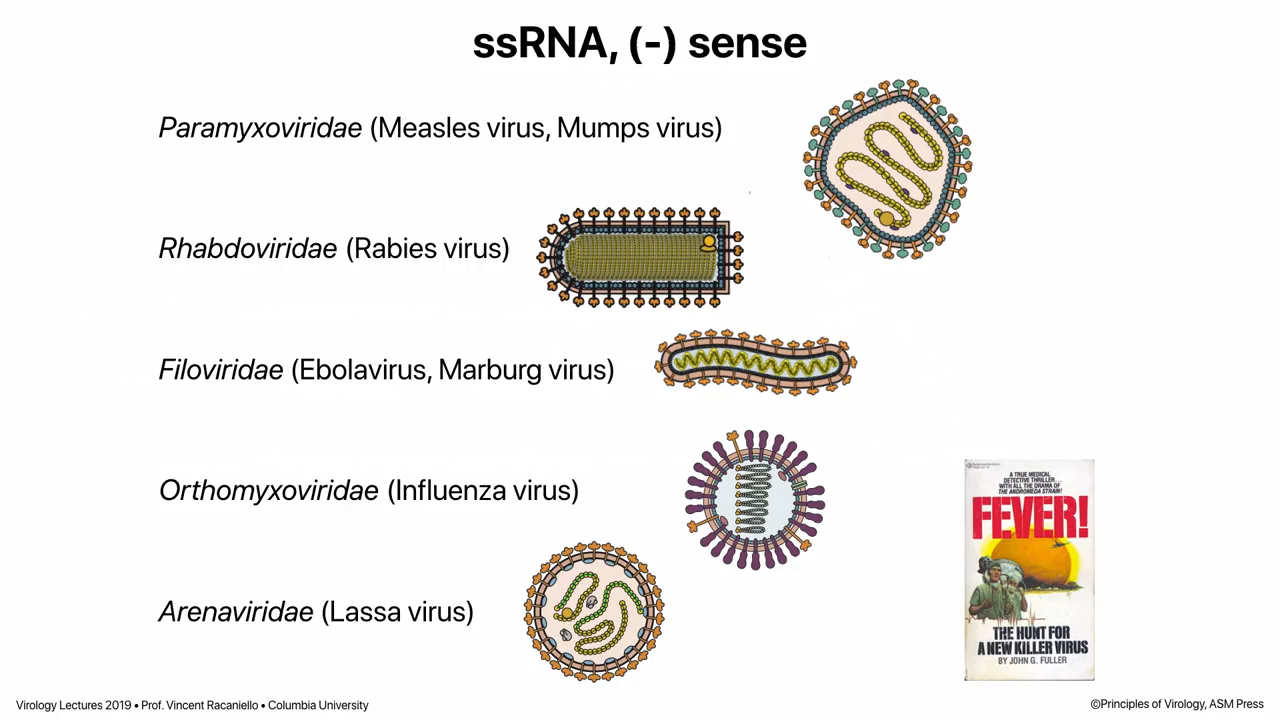 ssRNA, (-) sense
Paramyxoviridae (Measles virus, Mumps virus)
Rhabdoviridae (Rabies virus)
Filoviridae (Ebolavirus, Marburg virus)
Orthomyxoviridae (Influenza virus)
Arenaviridae (Lassa virus)
A TRUE MEDICAL
DETECTIVE THRILLER...
WITH ALL THE DRAMA OF
THE ANDROMEDA STRAIN!
FEVER!
THE HUNT FOR
A NEW KILLER VIRUS
BY JOHN G. FULLER
Virology Lectures 2019 • Prof. Vincent Racaniello • Columbia University
©Principles of Virology, ASM Press